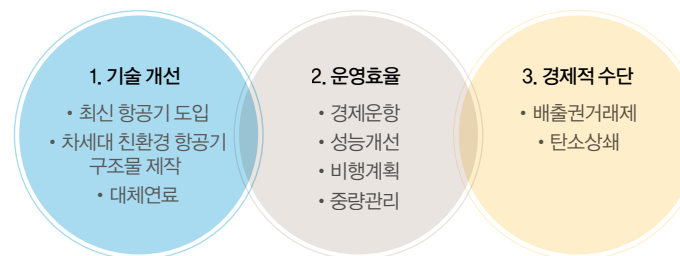 1. 기술 개선
• 최신 항공기 도입
• 차세대 친환경 항공기
구조물 제작
• 대체연료
2. 운영효율
• 경제운항
• 성능개선
• 비행계획
• 중량관리
3. 경제적 수단
• 배출권거래제
• 탄소상쇄